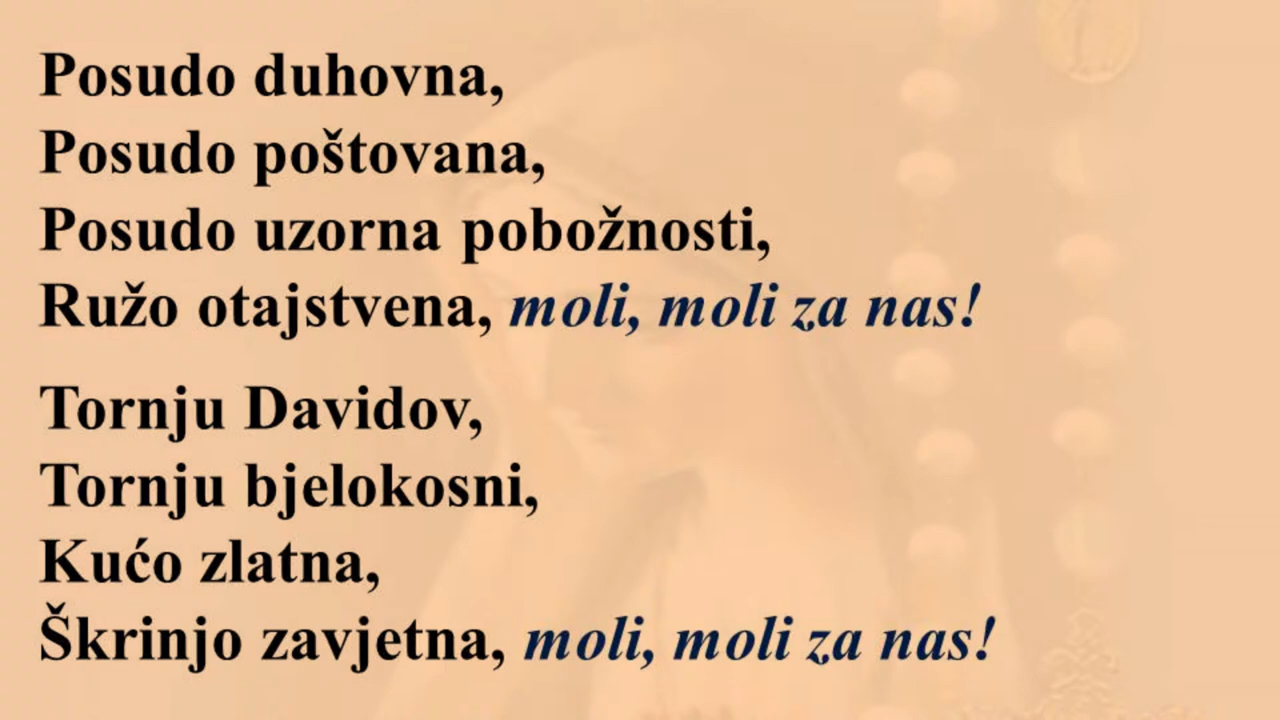 Posudo duhovna,
Posudo poštovana,
Posudo uzorna pobožnosti,
Ružo otajstvena, moli, moli za nas!
Tornju Davidov,
Tornju bjelokosni,
Kućo zlatna,
Škrinjo zavjetna, moli, moli za nas!